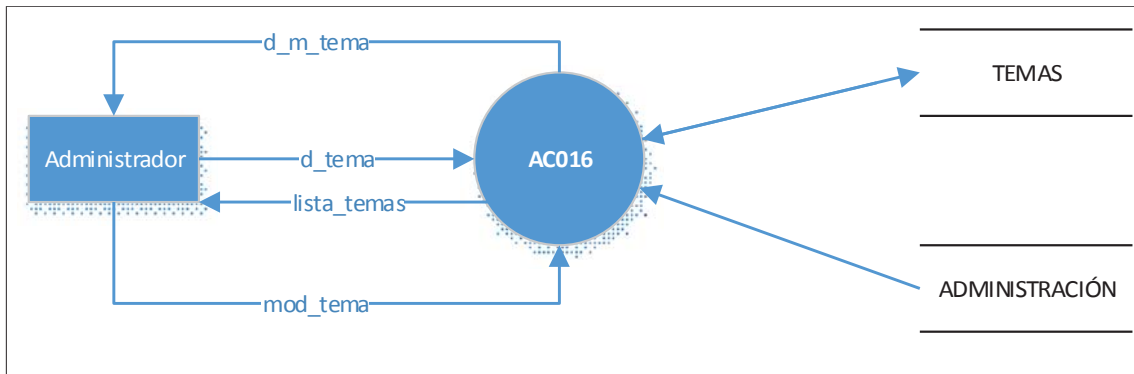 d_m_tema
TEMAS
Administrador
d_tema
AC016
lista_temas
mod_tema
ADMINISTRACIÓN